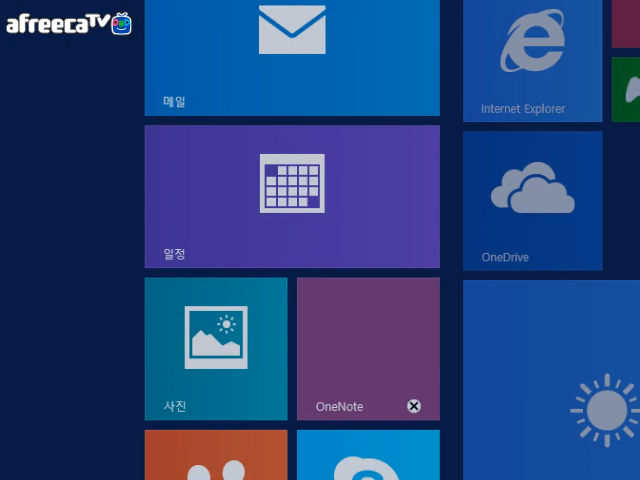 afreecaTV
메일
Internet Explorer
일정
OneDrive
사진
OneNote